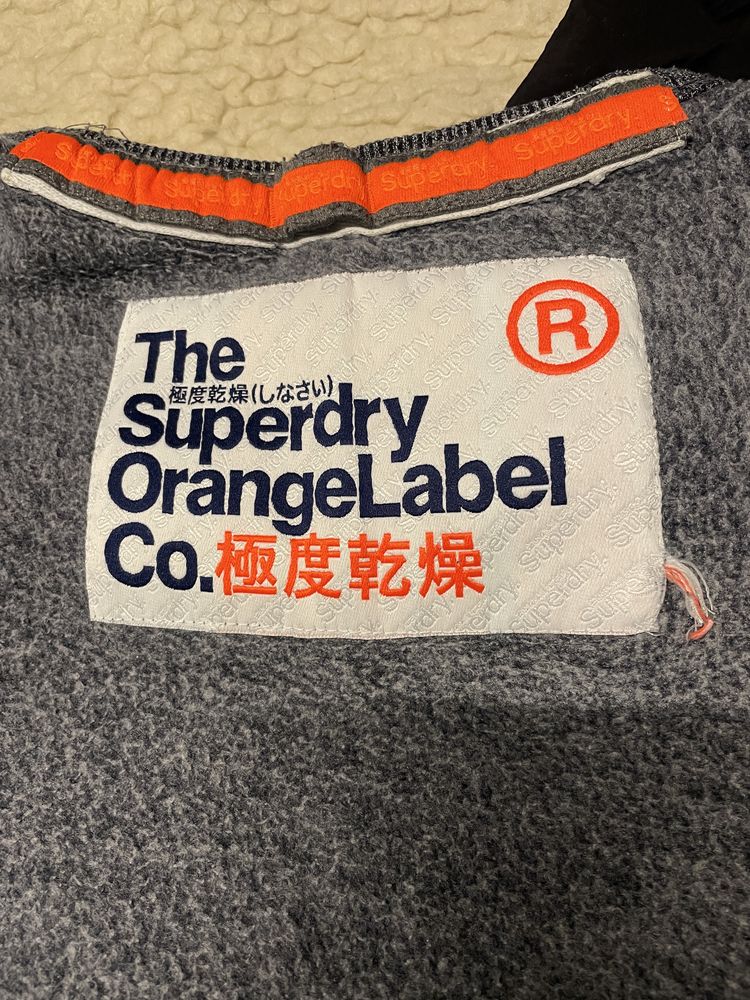 Superdry. Superdry. Superdry. Superdry. Superdry.
®
The
極度乾燥(しなさい)
Superdry
OrangeLabel
Co.極度乾燥